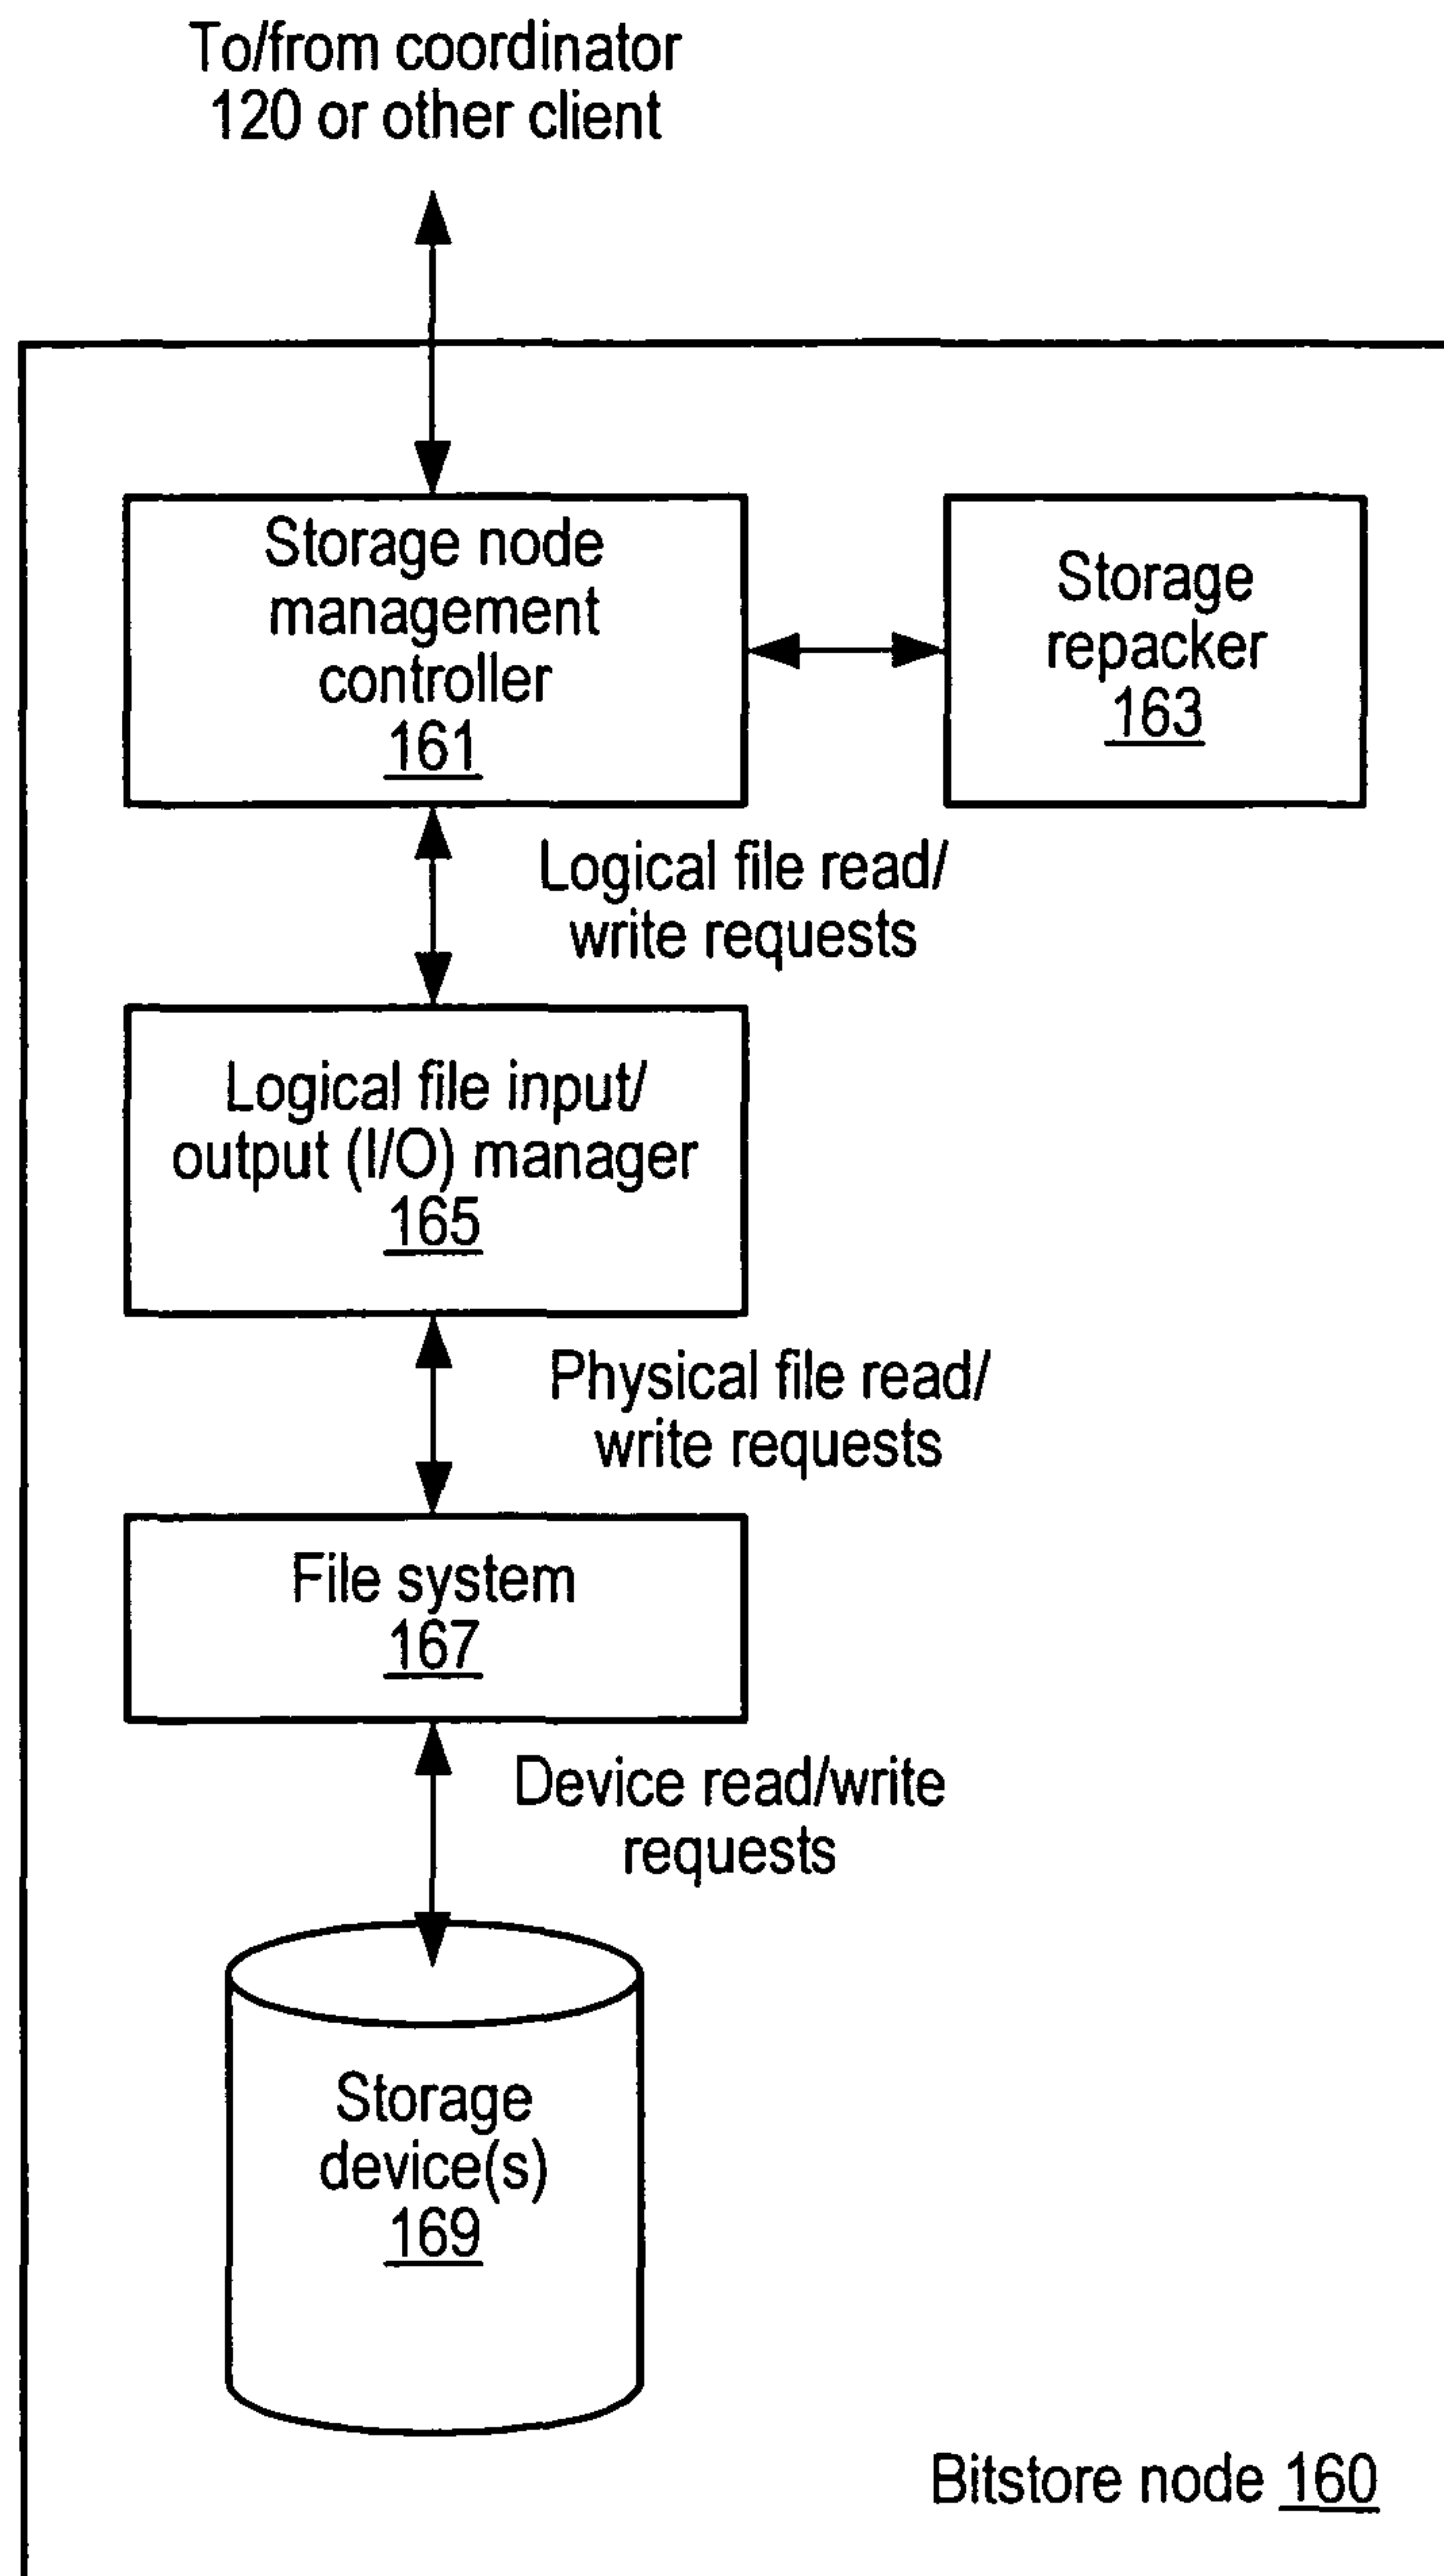 To/from coordinator
120 or other client
Storage node
management
controller
161
Storage
repacker
163
Logical file read/
write requests
Logical file input/
output (I/O) manager
165
Physical file read/
write requests
File system
167
Device read/write
requests
Storage
device(s)
169
Bitstore node 160